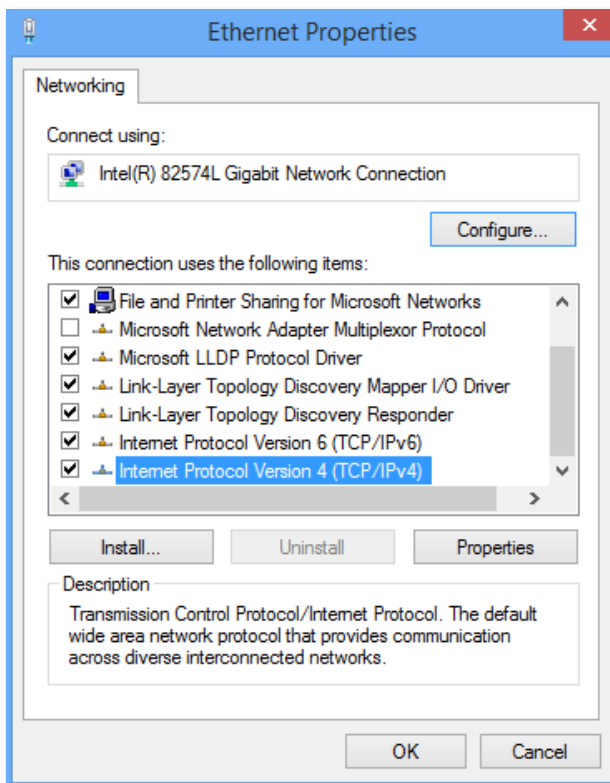 Ethernet Properties
Networking
Connect using:
Intel(R) 82574L Gigabit Network Connection
Configure...
This connection uses the following items:
File and Printer Sharing for Microsoft Networks
Microsoft Network Adapter Multiplexor Protocol
Microsoft LLDP Protocol Driver
Link-Layer Topology Discovery Mapper I/O Driver
Link-Layer Topology Discovery Responder
Internet Protocol Version 6 (TCP/IPv6)
Internet Protocol Version 4 (TCP/IPv4)
Install... Uninstall Properties
Description
Transmission Control Protocol/Internet Protocol. The default
wide area network protocol that provides communication
across diverse interconnected networks.
OK Cancel